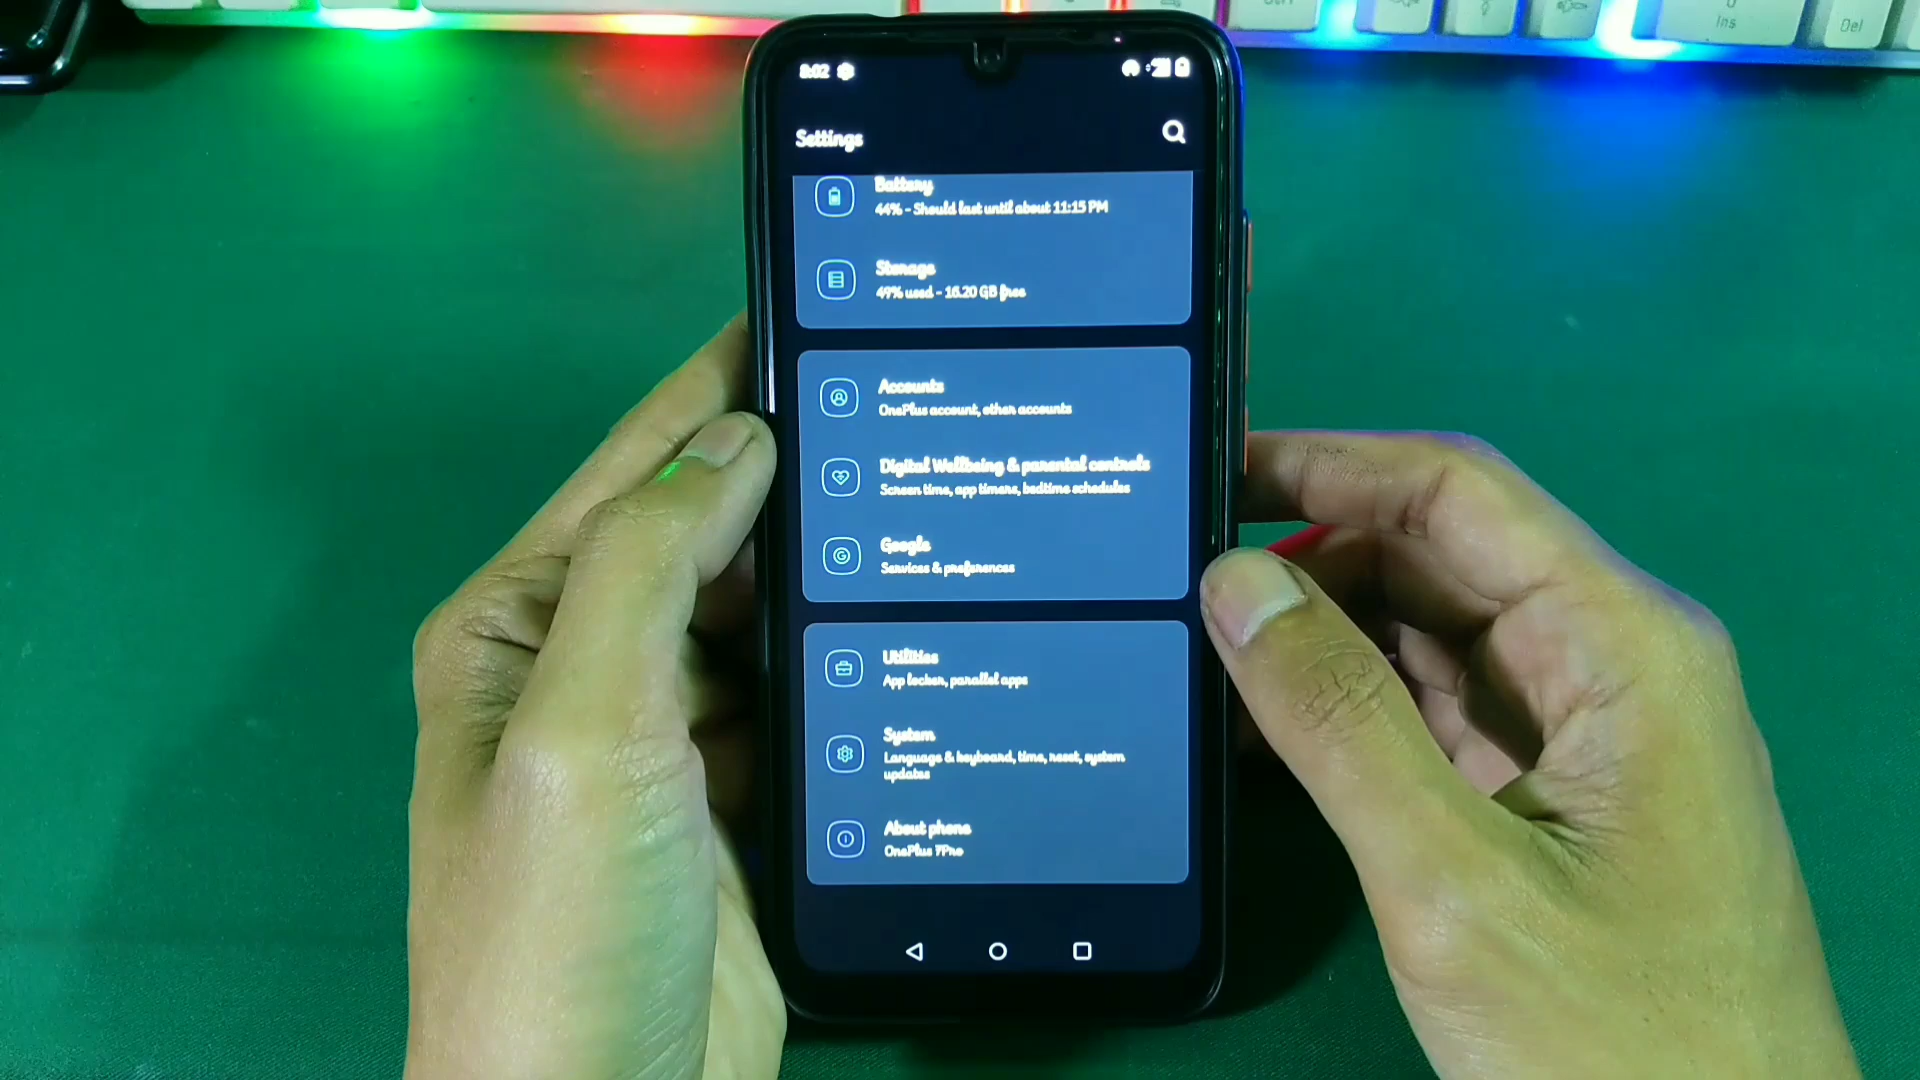 8:02
Settings
Battery
44% - Should last until about 11:15 PM
Storage
49% used - 16.20 GB free
Accounts
OnePlus account, other accounts
Digital Wellbeing & parental controls
Screen time, app timers, bedtime schedules
Google
Services & preferences
Utilities
App locker, parallel apps
System
Language & keyboard, time, reset, system
updates
About phone
OnePlus 7Pro
Ins
Del